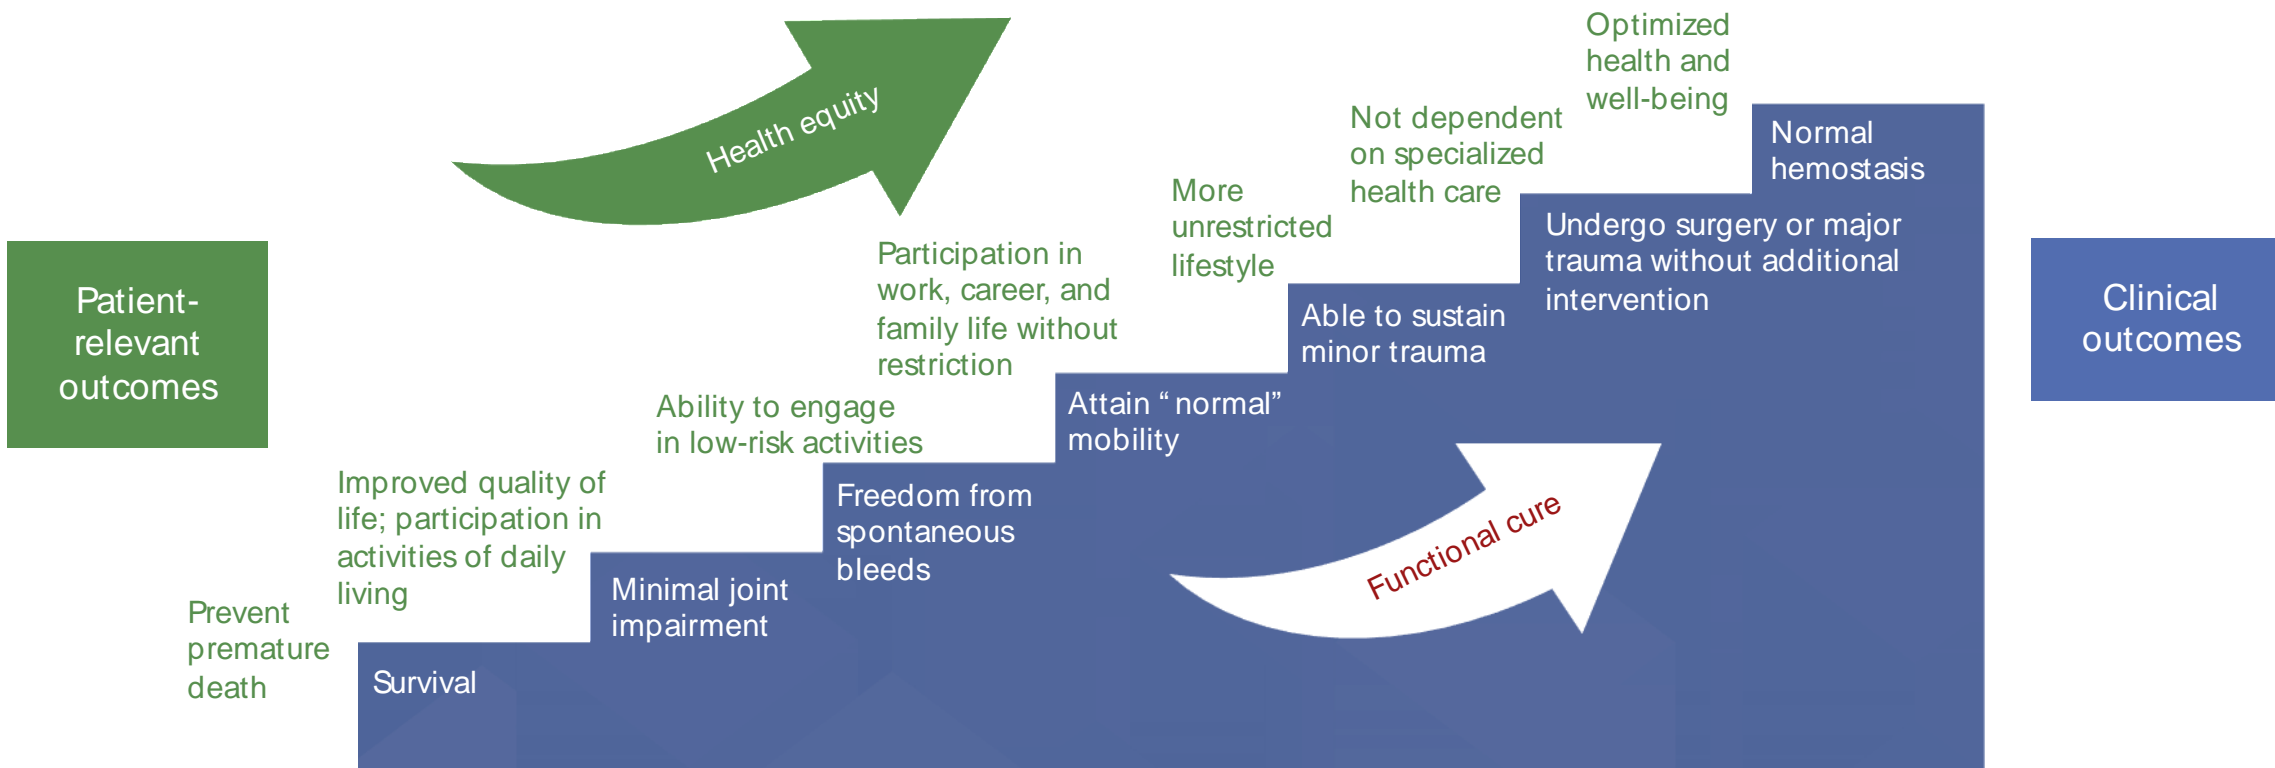 Health equity
Patient-
relevant
outcomes
Prevent
premature
death
Survival
Improved quality of
life; participation in
activities of daily
living
Minimal joint
impairment
Ability to engage
in low-risk activities
Freedom from
spontaneous
bleeds
Participation in
work, career, and
family life without
restriction
Attain “normal”
mobility
More
unrestricted
lifestyle
Able to sustain
minor trauma
Not dependent
on specialized
health care
Undergo surgery or major
trauma without additional
intervention
Optimized
health and
well-being
Normal
hemostasis
Functional cure
Clinical
outcomes